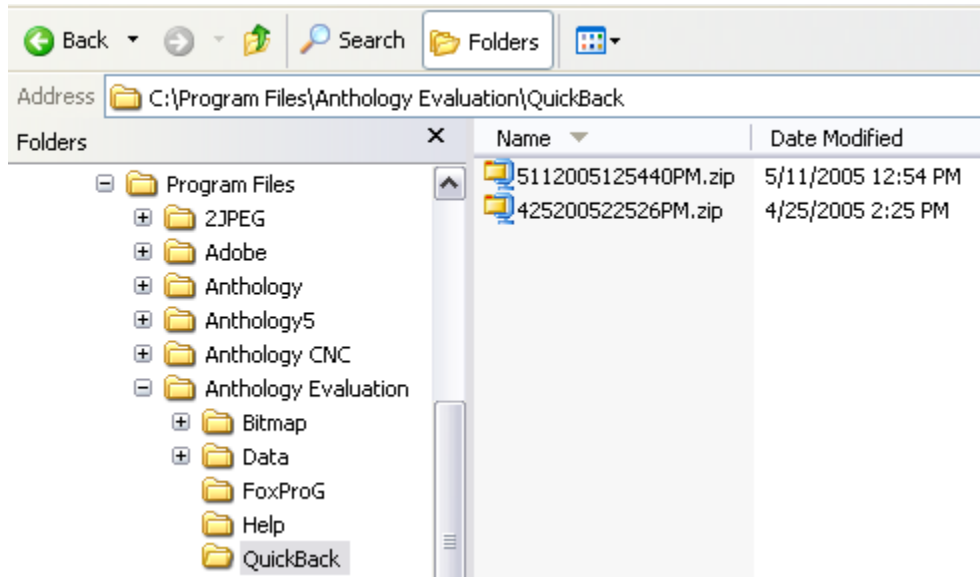 Back Search Folders
Address C:\Program Files\Anthology Evaluation\QuickBack
Folders
Name Date Modified
Program Files
2JPEG
Adobe
Anthology
Anthology5
Anthology CNC
Anthology Evaluation
Bitmap
Data
FoxProG
Help
QuickBack
5112005125440PM.zip 5/11/2005 12:54 PM
425200522526PM.zip 4/25/2005 2:25 PM